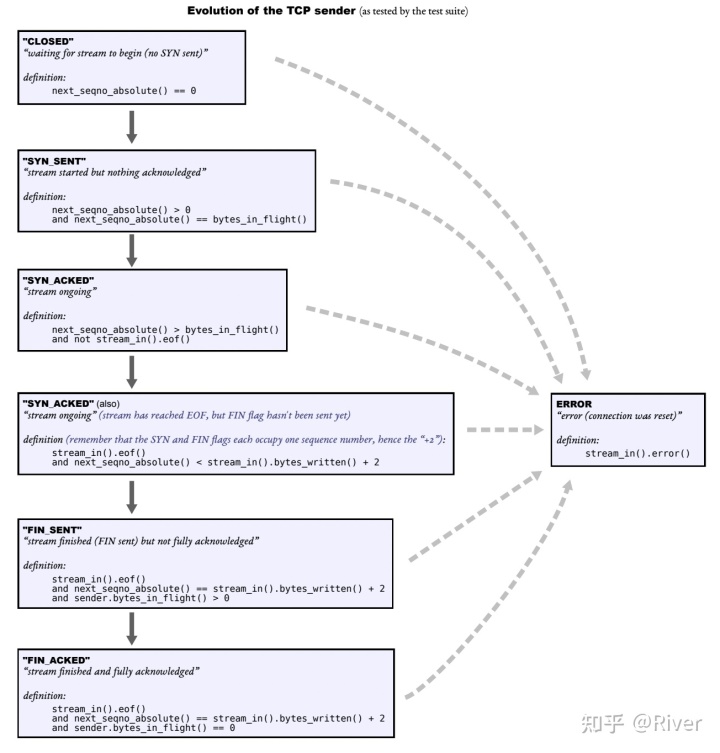 Evolution of the TCP sender (as tested by the test suite)
"CLOSED"
“waiting for stream to begin (no SYN sent)”
definition:
next_seqno_absolute() == 0
"SYN_SENT"
“stream started but nothing acknowledged”
definition:
next_seqno_absolute() > 0
and next_seqno_absolute() == bytes_in_flight()
"SYN_ACKED"
“stream ongoing”
definition:
next_seqno_absolute() > bytes_in_flight()
and not stream_in().eof()
"SYN_ACKED" (also)
“stream ongoing” (stream has reached EOF, but FIN flag hasn't been sent yet)
definition (remember that the SYN and FIN flags each occupy one sequence number, hence the “+2”):
stream_in().eof()
and next_seqno_absolute() < stream_in().bytes_written() + 2
ERROR
“error (connection was reset)”
definition:
stream_in().error()
"FIN_SENT"
“stream finished (FIN sent) but not fully acknowledged”
definition:
stream_in().eof()
and next_seqno_absolute() == stream_in().bytes_written() + 2
and sender.bytes_in_flight() > 0
"FIN_ACKED"
“stream finished and fully acknowledged”
definition:
stream_in().eof()
and next_seqno_absolute() == stream_in().bytes_written() + 2
and sender.bytes_in_flight() == 0
知乎 @River